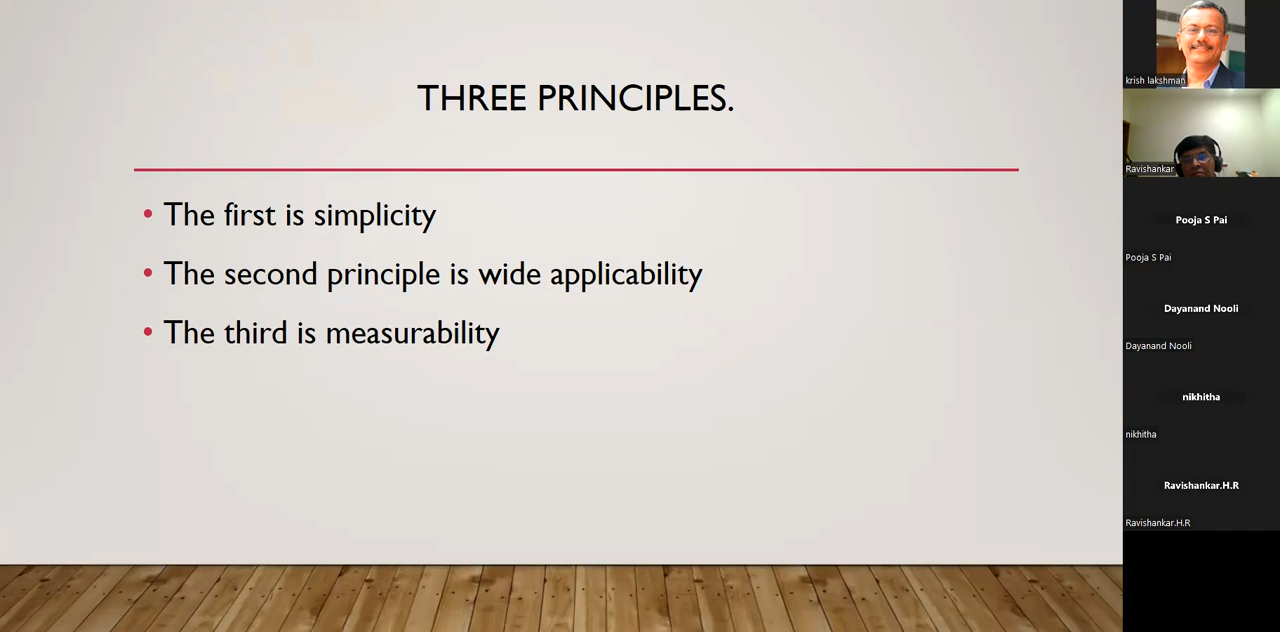 THREE PRINCIPLES.
• The first is simplicity
• The second principle is wide applicability
• The third is measurability
krish lakshman
Ravishankar
Pooja S Pai
Pooja S Pai
Dayanand Nooli
Dayanand Nooli
nikhitha
nikhitha
Ravishankar.H.R
Ravishankar.H.R